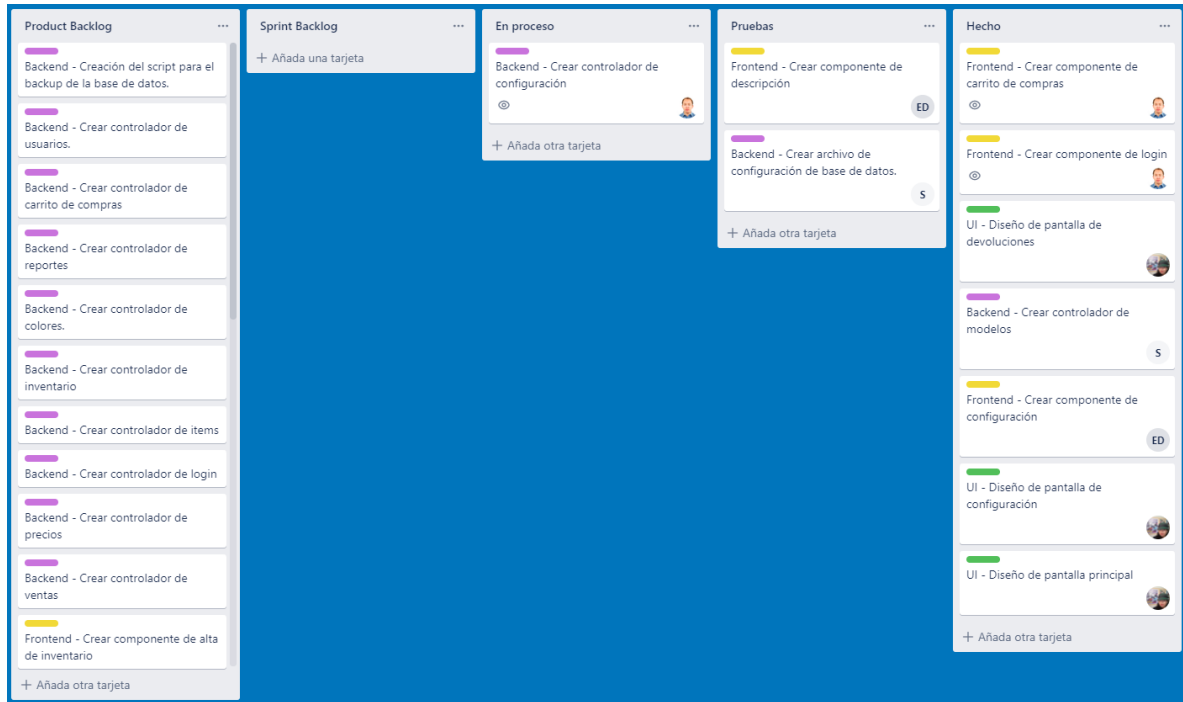 Product Backlog
Backend - Creación del script para el
backup de la base de datos.
Backend - Crear controlador de
usuarios.
Backend - Crear controlador de
carrito de compras
Backend - Crear controlador de
reportes
Backend - Crear controlador de
colores.
Backend - Crear controlador de
inventario
Backend - Crear controlador de items
Backend - Crear controlador de login
Backend - Crear controlador de
precios
Backend - Crear controlador de
ventas
Frontend - Crear componente de alta
de inventario
+ Añada otra tarjeta
Sprint Backlog
+ Añada una tarjeta
En proceso
Backend - Crear controlador de
configuración
+ Añada otra tarjeta
Pruebas
Frontend - Crear componente de
descripción
ED
Backend - Crear archivo de
configuración de base de datos.
S
+ Añada otra tarjeta
Hecho
Frontend - Crear componente de
carrito de compras
Frontend - Crear componente de login
UI - Diseño de pantalla de
devoluciones
Backend - Crear controlador de
modelos
S
Frontend - Crear componente de
configuración
ED
UI - Diseño de pantalla de
configuración
UI - Diseño de pantalla principal
+ Añada otra tarjeta